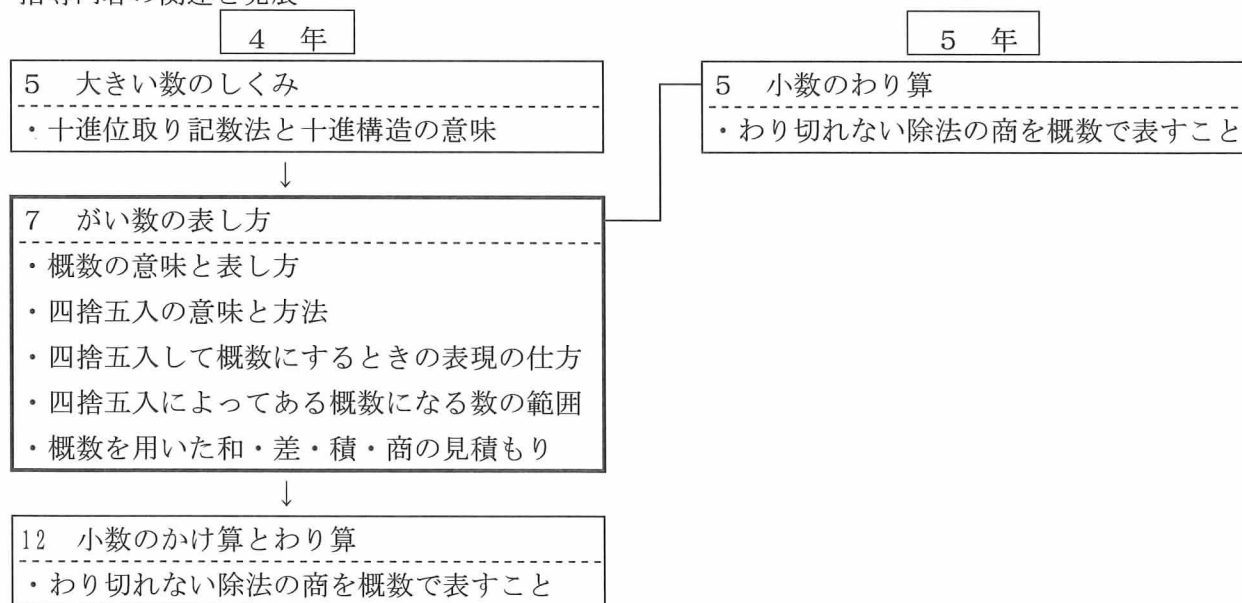 指導内容の関連と発展
4 年
5 大きい数のしくみ
・十進位取り記数法と十進構造の意味
↓
7 がい数の表し方
・概数の意味と表し方
・四捨五入の意味と方法
・四捨五入して概数にするときの表現の仕方
・四捨五入によってある概数になる数の範囲
・概数を用いた和・差・積・商の見積もり
↓
12 小数のかけ算とわり算
・わり切れない除法の商を概数で表すこと
5 年
5 小数のわり算
・わり切れない除法の商を概数で表すこと